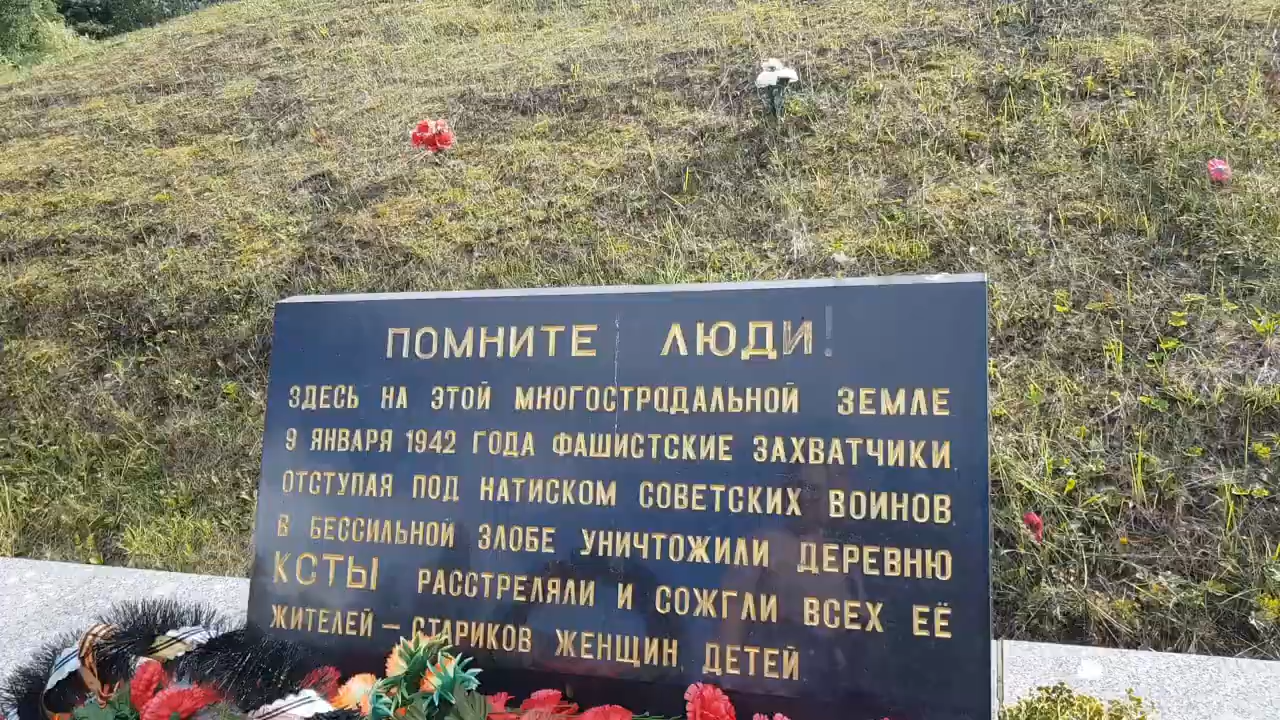 ПОМНИТЕ ЛЮДИ!
ЗДЕСЬ НА ЭТОЙ МНОГОСТРАДАЛЬНОЙ ЗЕМЛЕ
9 ЯНВАРЯ 1942 ГОДА ФАШИСТСКИЕ ЗАХВАТЧИКИ
ОТСТУПАЯ ПОД НАТИСКОМ СОВЕТСКИХ ВОИНОВ
В БЕССИЛЬНОЙ ЗЛОБЕ УНИЧТОЖИЛИ ДЕРЕВНЮ
КСТЫ РАССТРЕЛЯЛИ И СОЖГЛИ ВСЕХ ЕЁ
ЖИТЕЛЕЙ – СТАРИКОВ ЖЕНЩИН ДЕТЕЙ